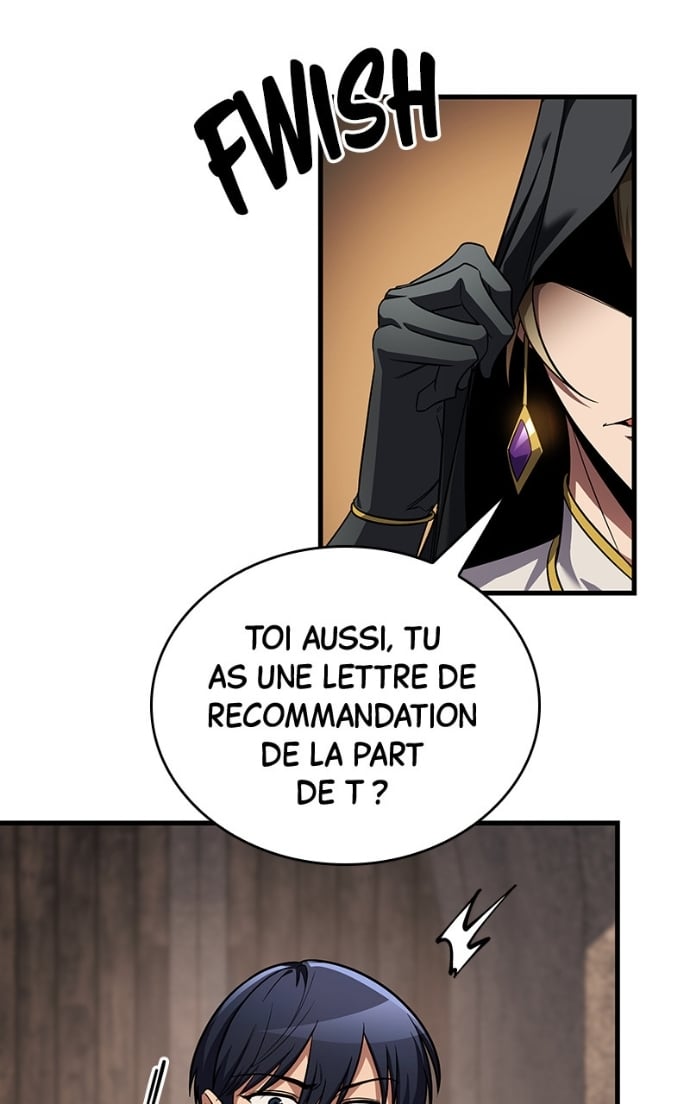 FWISH
TOI AUSSI, TU
AS UNE LETTRE DE
RECOMMANDATION
DE LA PART
DE T ?